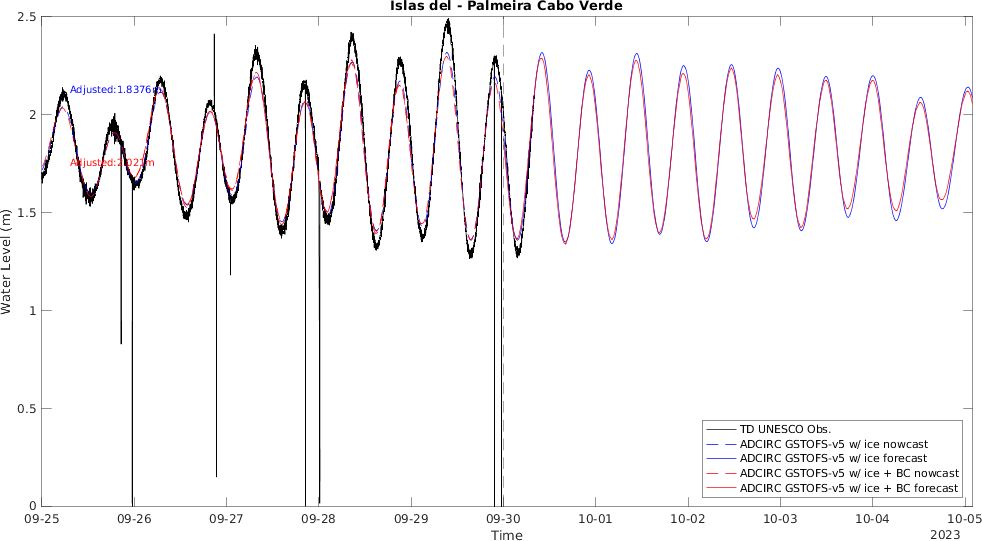 Islas del - Palmeira Cabo Verde
2.5
2
1.5
1
0.5
0
Water Level (m)
Adjusted:1.8376m
Adjusted:2.021m
TD UNESCO Obs.
ADCIRC GSTOFS-v5 w/ ice nowcast
ADCIRC GSTOFS-v5 w/ ice forecast
ADCIRC GSTOFS-v5 w/ ice + BC nowcast
ADCIRC GSTOFS-v5 w/ ice + BC forecast
09-25 09-26 09-27 09-28 09-29 09-30 10-01 10-02 10-03 10-04 10-05
Time
2023